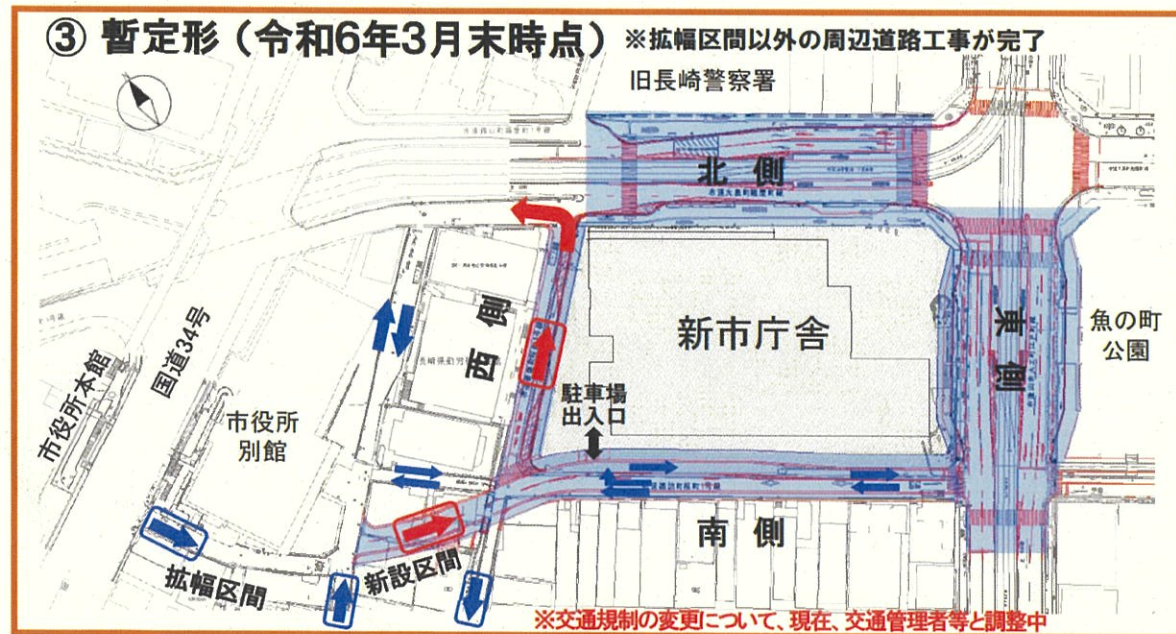 ③ 暫定形（令和6年3月末時点） ※拡幅区間以外の周辺道路工事が完了
旧長崎警察署
北側
西側
新市庁舎
東側
魚の町
公園
国道34号
市役所本館
市役所
別館
駐車場
出入口
南側
新設区間
拡幅区間
※交通規制の変更について、現在、交通管理者等と調整中